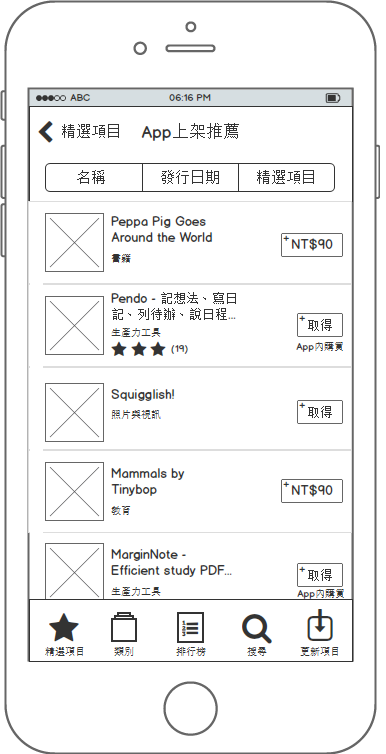 ABC 06:16 PM
精選項目 App上架推薦
名稱 發行日期 精選項目
Peppa Pig Goes
Around the World
書籍
+NT$90
Pendo - 記想法、寫日
記、列待辦、說日程...
生產力工具
(19)
+取得
App內購買
Squigglish!
照片與視訊
+取得
Mammals by
Tinybop
教育
+NT$90
MarginNote -
Efficient study PDF...
生產力工具
+取得
App內購買
精選項目 類別 排行榜 搜尋 更新項目